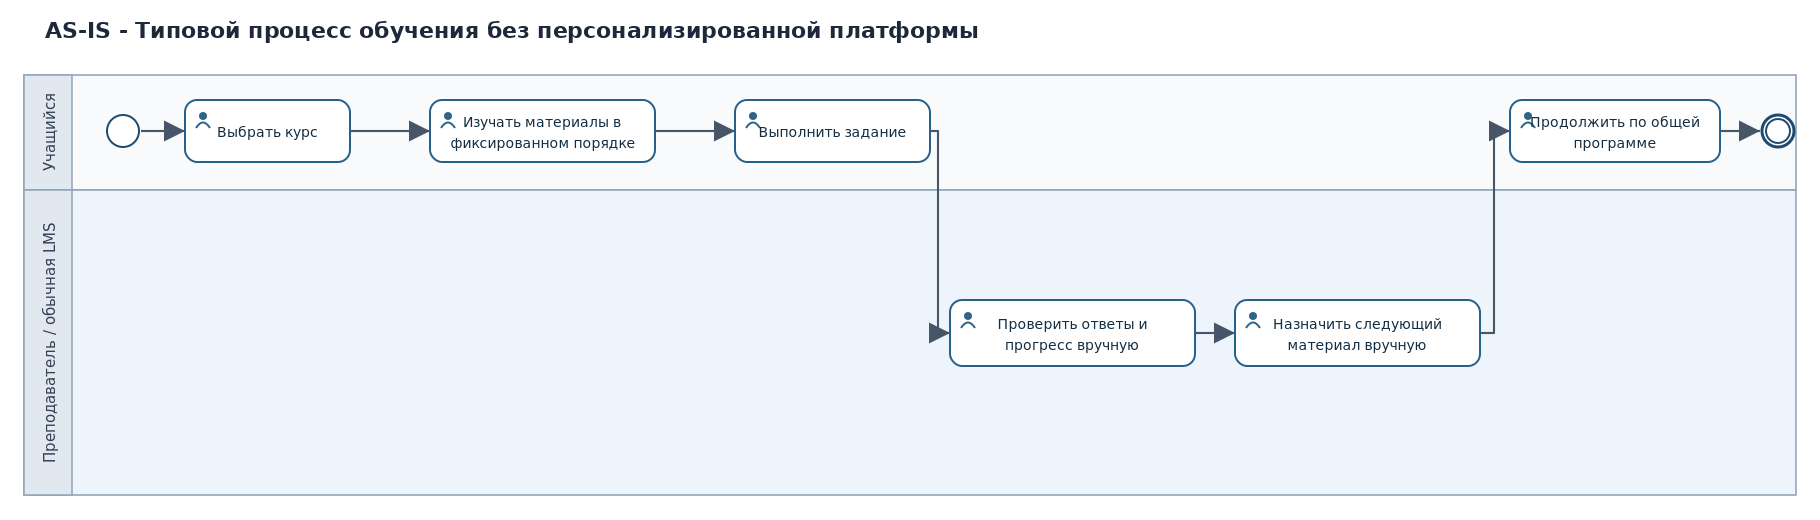 AS-IS - Типовой процесс обучения без персонализированной платформы
Учащийся
Выбрать курс
Изучать материалы в
фиксированном порядке
Выполнить задание
Продолжить по общей
программе
Преподаватель / обычная LMS
Проверить ответы и
прогресс вручную
Назначить следующий
материал вручную